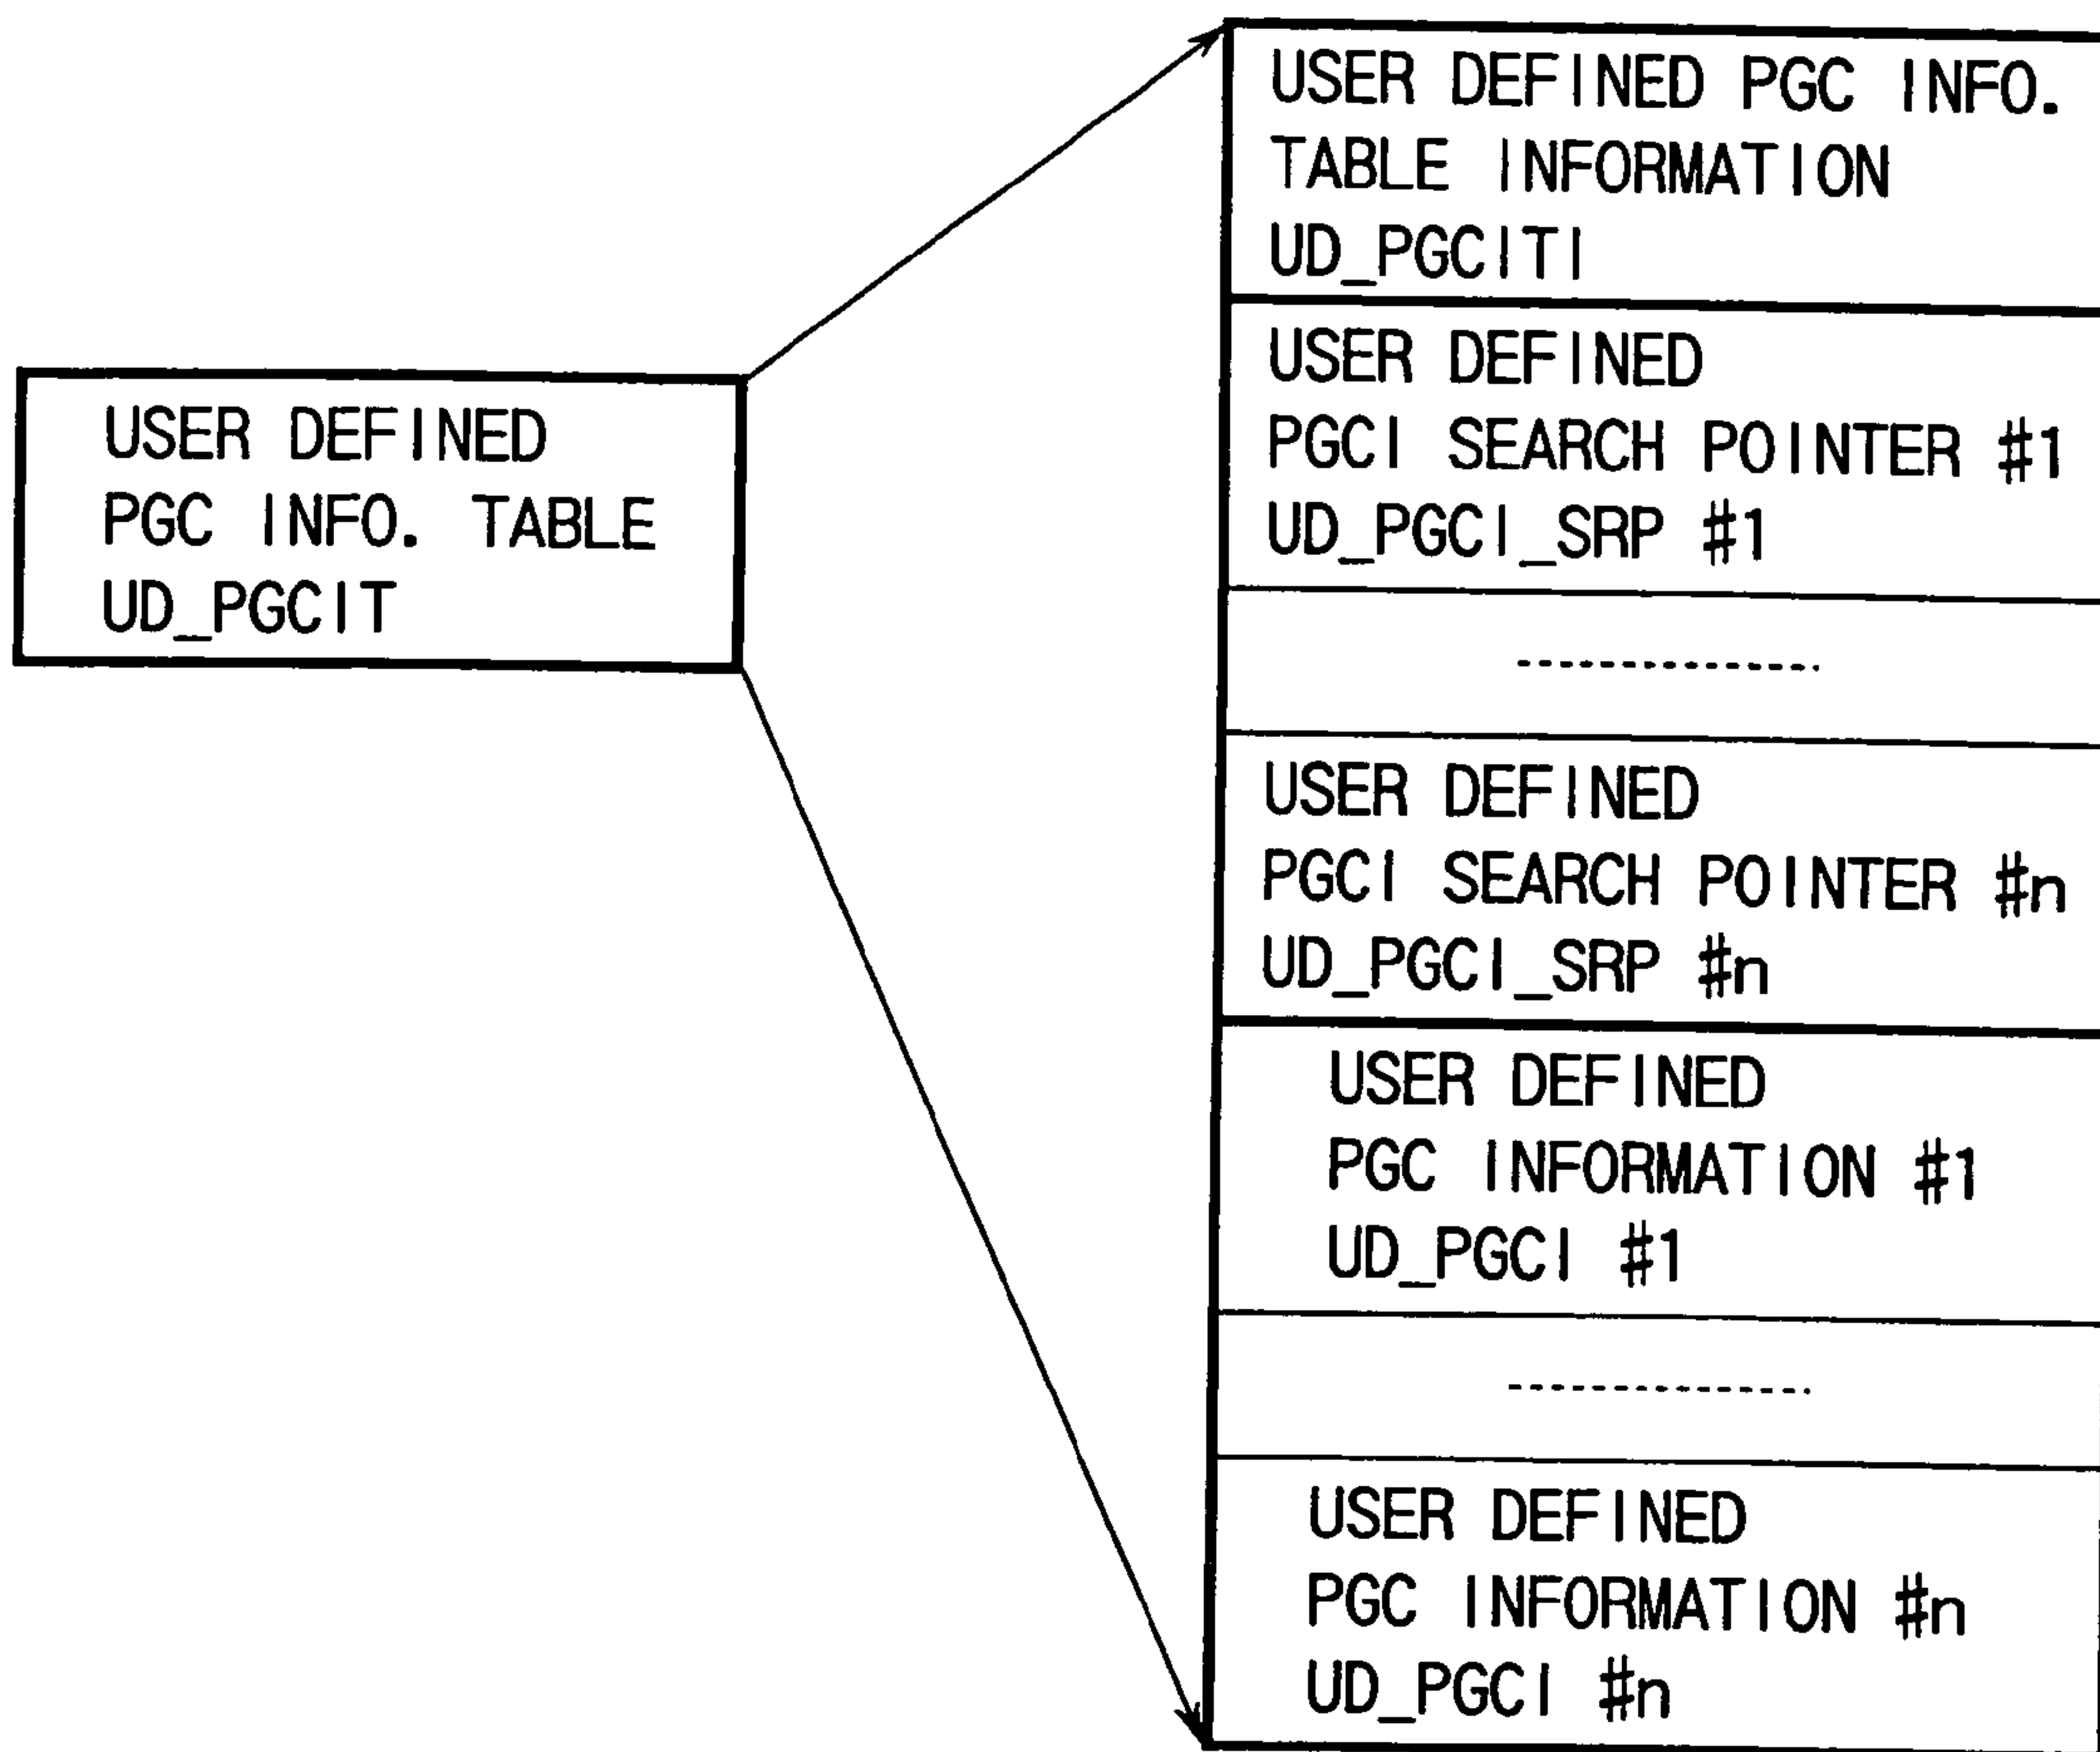 USER DEFINED
PGC INFO. TABLE
UD_PGCIT
USER DEFINED PGC INFO.
TABLE INFORMATION
UD_PGCITI
USER DEFINED
PGCI SEARCH POINTER #1
UD_PGCI_SRP #1
USER DEFINED
PGCI SEARCH POINTER #n
UD_PGCI_SRP #n
USER DEFINED
PGC INFORMATION #1
UD_PGCI #1
USER DEFINED
PGC INFORMATION #n
UD_PGCI #n